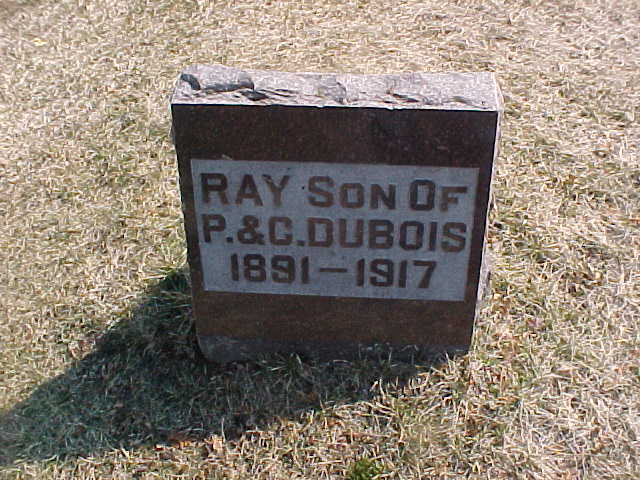 RAY SON OF
P. & C. DUBOIS
1891-1917